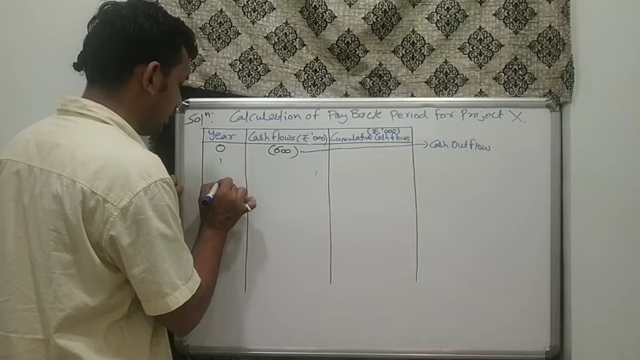 Soln: Calculation of Pay Back Period for Project X.
Year Cash flows (₹'000) Cumulative Cash flows (₹'000)
0 (600) → Cash Outflow
1